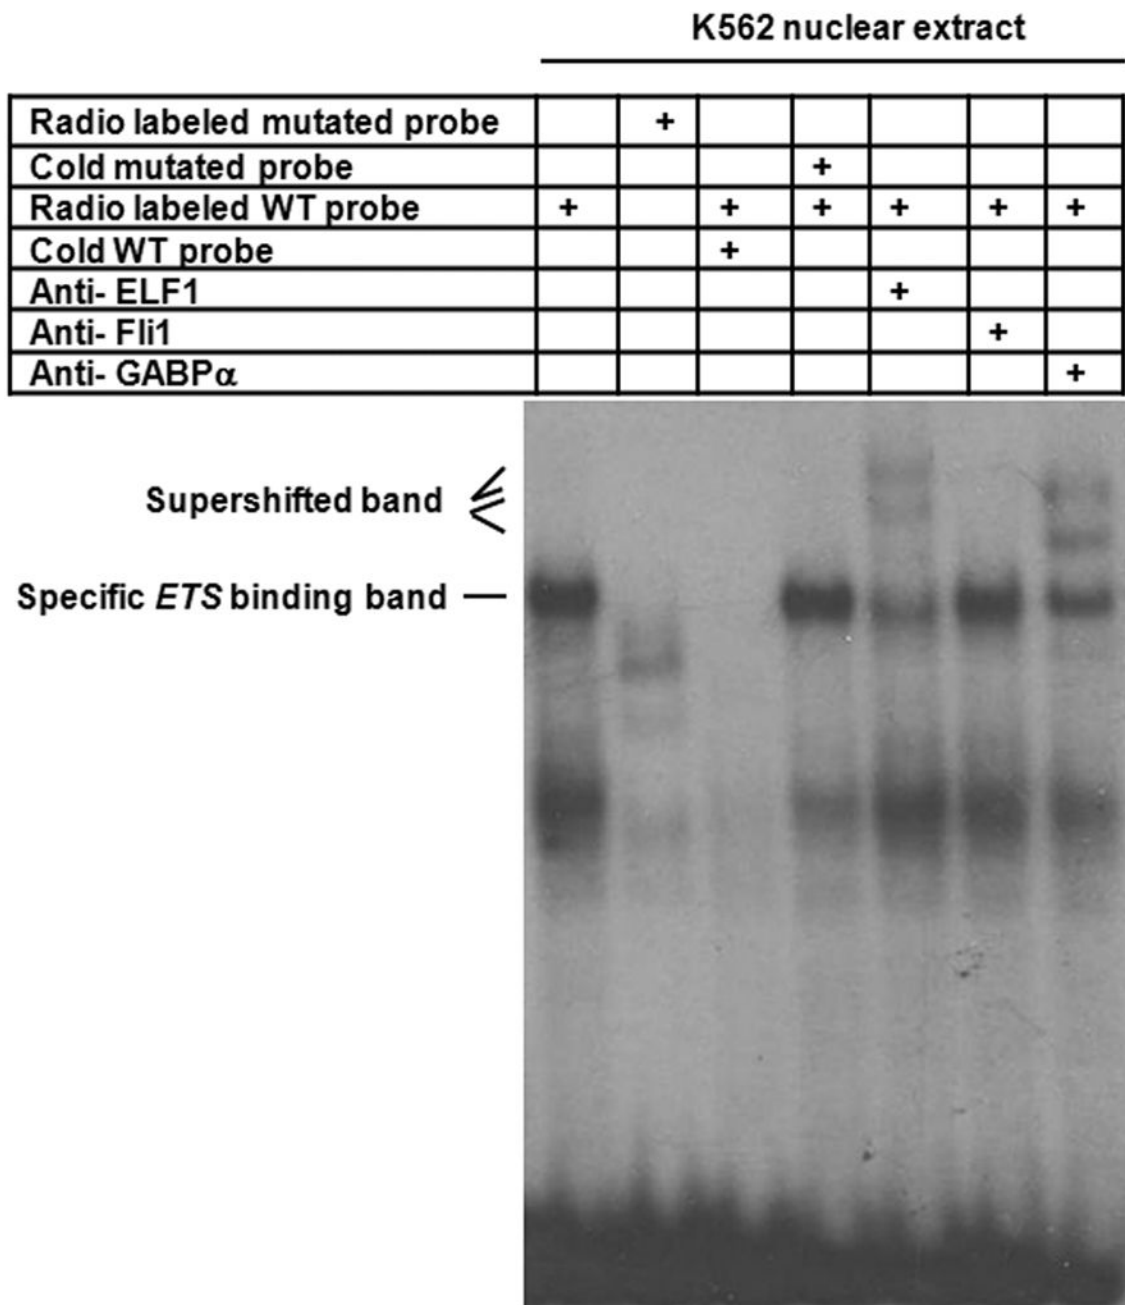 K562 nuclear extract
Radio labeled mutated probe +
Cold mutated probe +
Radio labeled WT probe + + + + + +
Cold WT probe +
Anti- ELF1 +
Anti- Fli1 +
Anti- GABPα +
Supershifted band
Specific ETS binding band